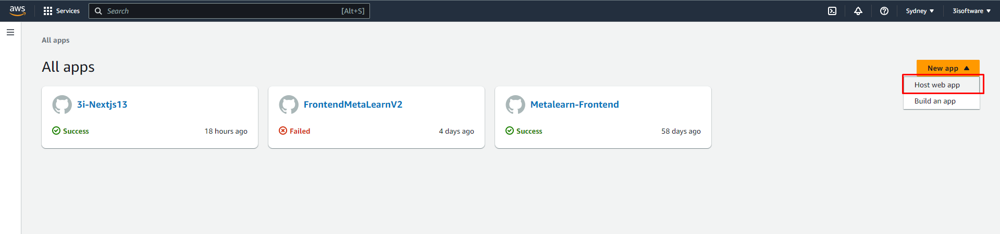 aws Services Search [Alt+S] Sydney 3isoftware
All apps
All apps
New app
Host web app
Build an app
3i-Nextjs13
Success 18 hours ago
FrontendMetaLearnV2
Failed 4 days ago
Metalearn-Frontend
Success 58 days ago